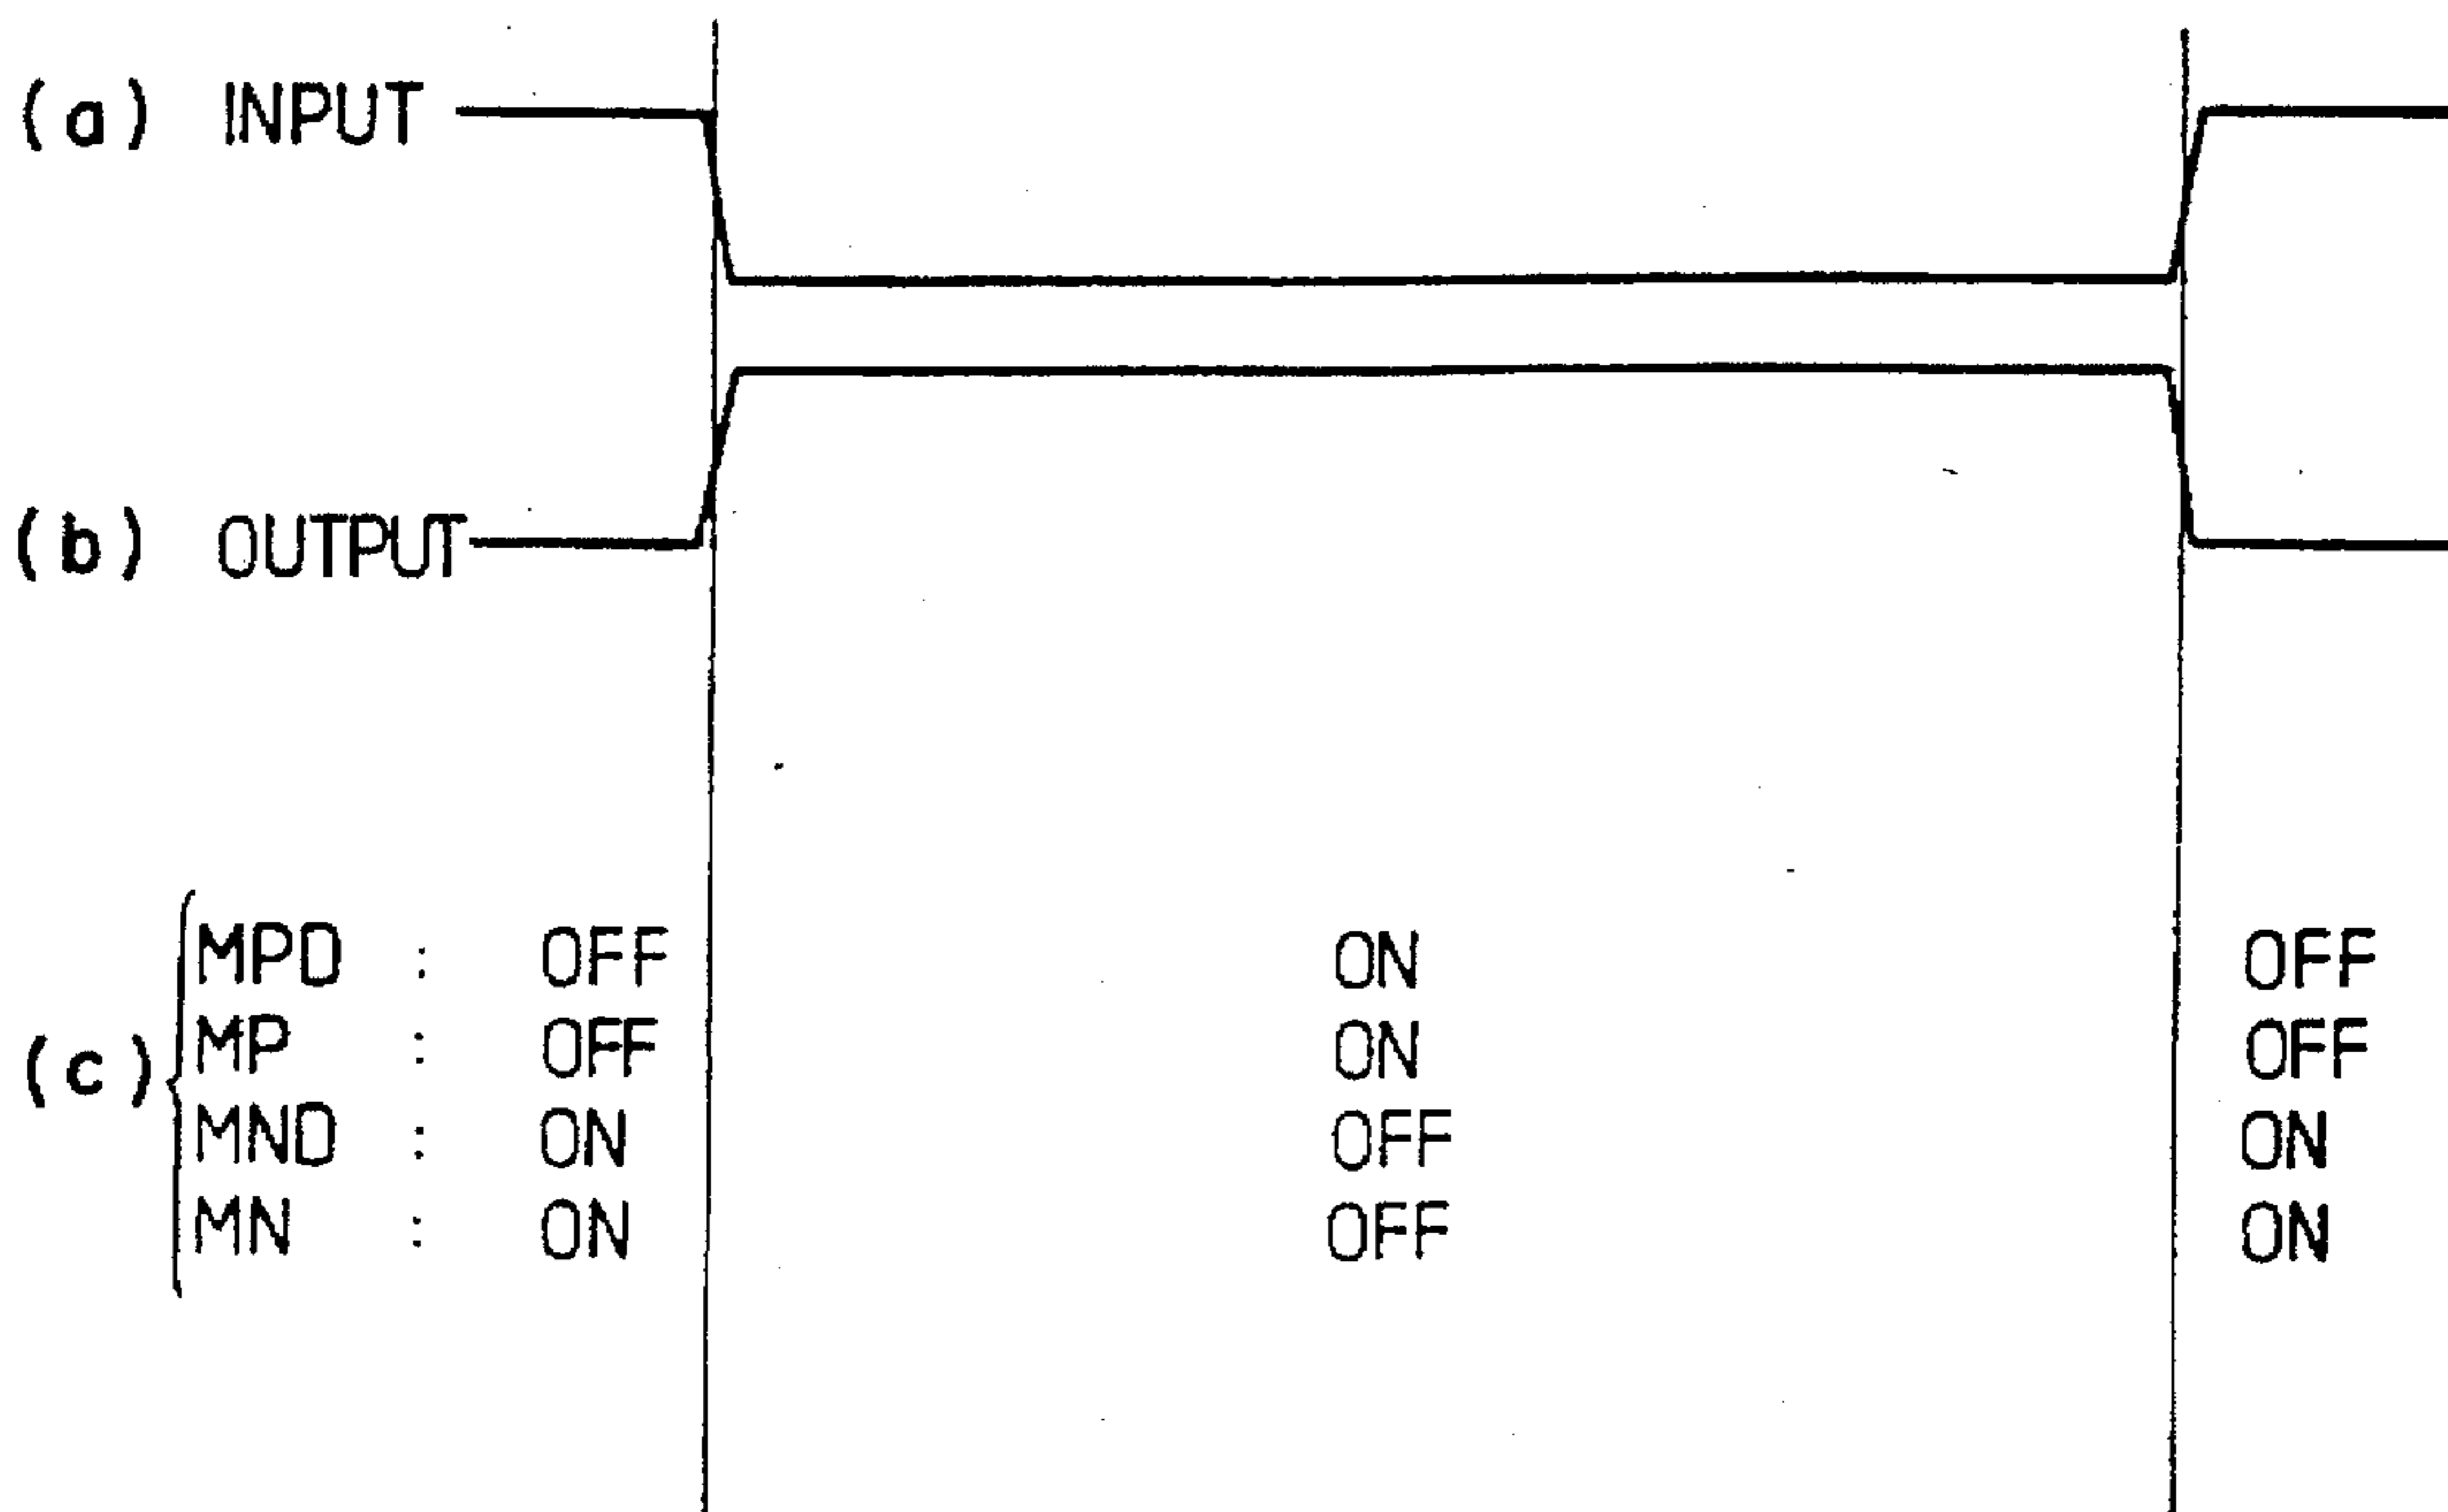 (a) INPUT
(b) OUTPUT
(c)
MPD : OFF ON OFF
MP : OFF ON OFF
MND : ON OFF ON
MN : ON OFF ON